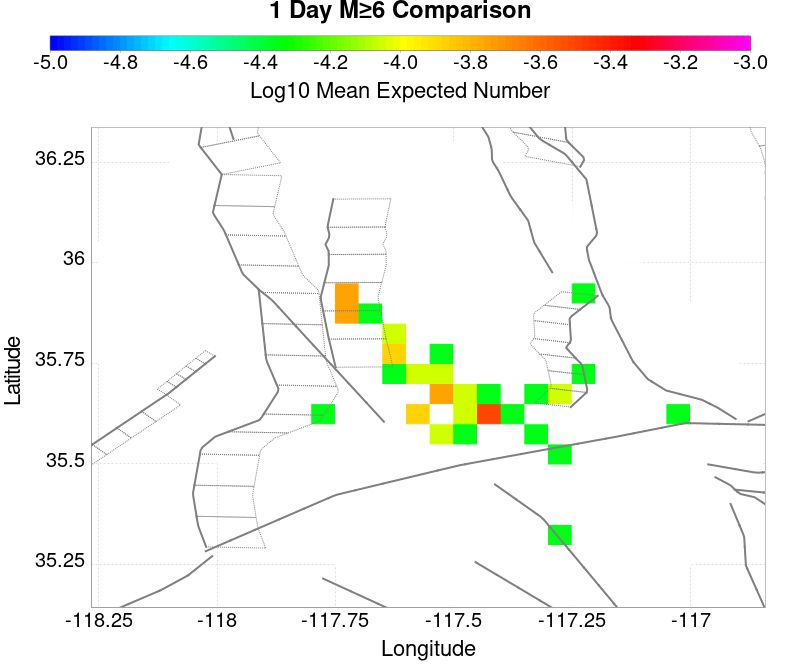 1 Day M≥6 Comparison
-5.0 -4.8 -4.6 -4.4 -4.2 -4.0 -3.8 -3.6 -3.4 -3.2 -3.0
Log10 Mean Expected Number
36.25
36
35.75
35.5
35.25
Latitude
-118.25 -118 -117.75 -117.5 -117.25 -117
Longitude